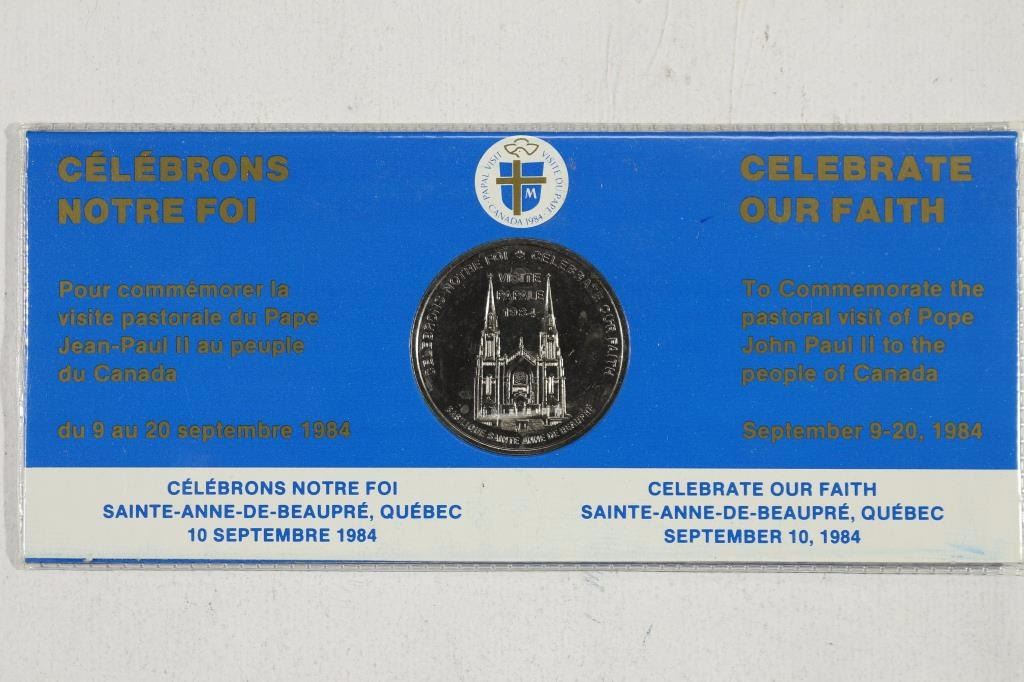 CÉLÉBRONS
NOTRE FOI
Pour commémorer la
visite pastorale du Pape
Jean-Paul II au peuple
du Canada
du 9 au 20 septembre 1984
PAPAL VISIT
VISITE DU PAPE
CANADA 1984
M
CELEBRONS NOTRE FOI CELEBRATE OUR FAITH
VISITE
PAPALE
1984
BASILIQUE SAINTE ANNE DE BEAUPRE
CELEBRATE
OUR FAITH
To Commemorate the
pastoral visit of Pope
John Paul II to the
people of Canada
September 9-20, 1984
CÉLÉBRONS NOTRE FOI
SAINTE-ANNE-DE-BEAUPRÉ, QUÉBEC
10 SEPTEMBRE 1984
CELEBRATE OUR FAITH
SAINTE-ANNE-DE-BEAUPRÉ, QUÉBEC
SEPTEMBER 10, 1984